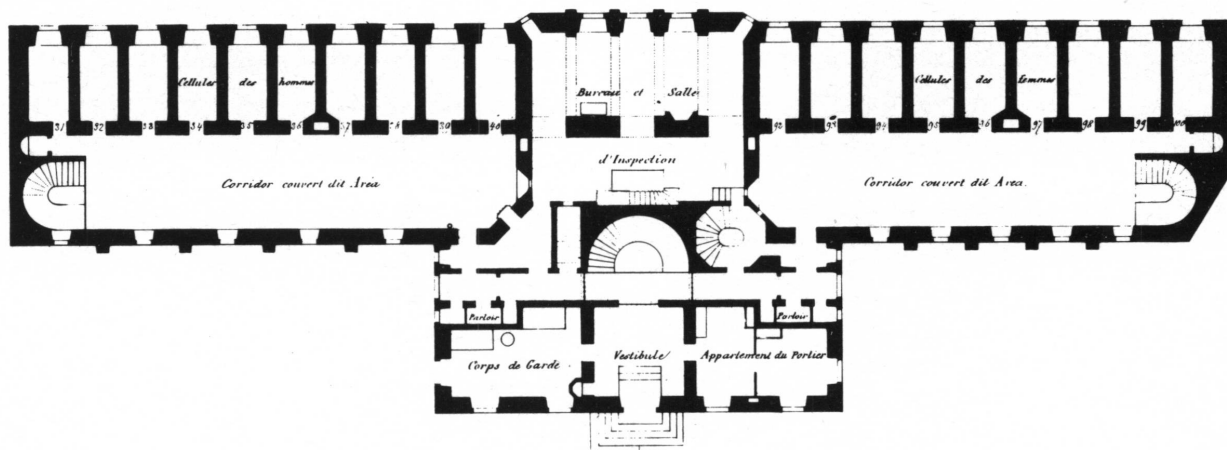 Cellules des hommes
Bureau et Salle
Cellules des femmes
31 32 33 34 35 36 37 38 39 40
92 93 94 95 96 97 98 99 100
d'Inspection
Corridor couvert dit Area
Corridor couvert dit Area.
Parloir
Parloir
Corps de Garde
Vestibule
Appartement du Portier